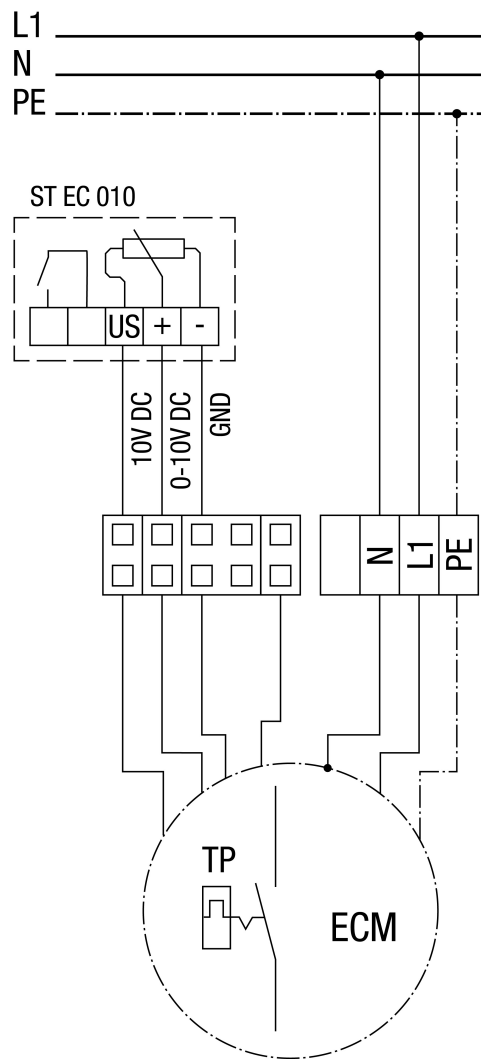 L1
N
PE
ST EC 010
US + -
10V DC
0-10V DC
GND
N L1 PE
TP
ECM